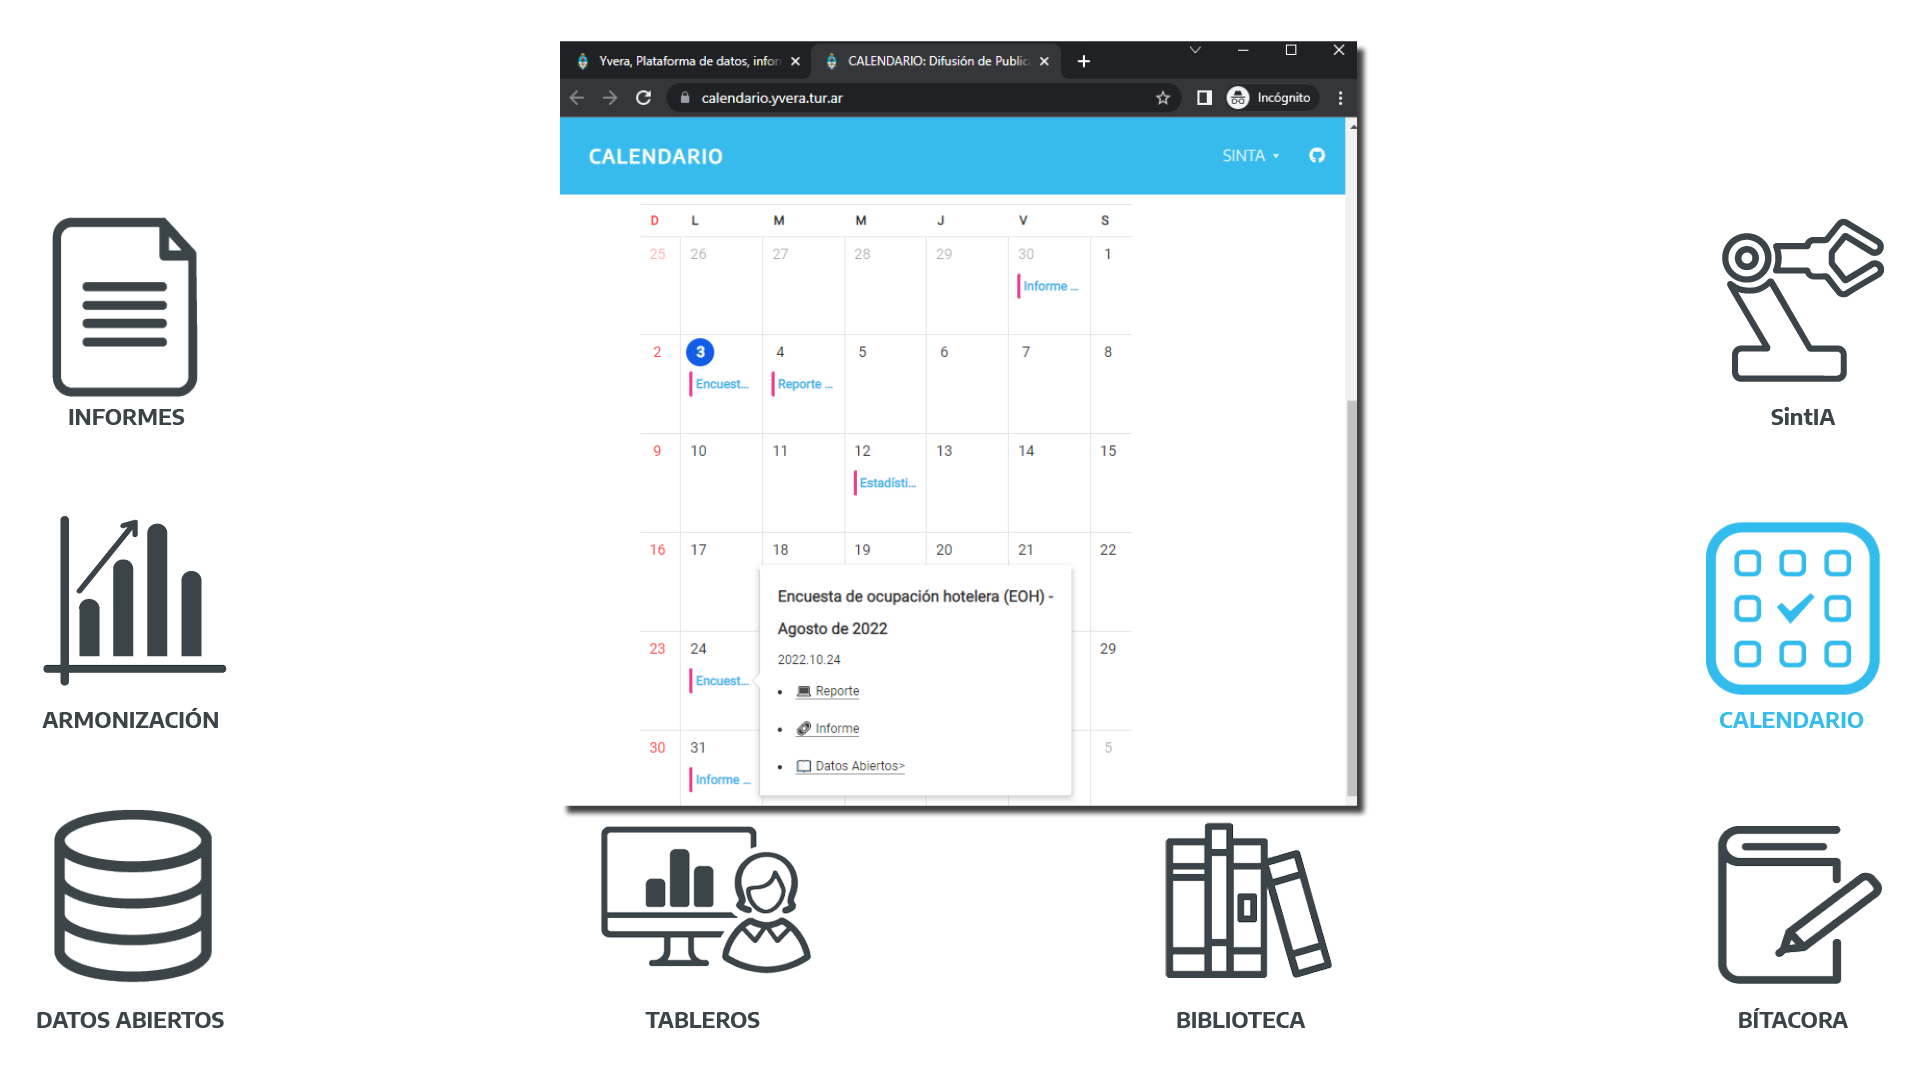 Yvera, Plataforma de datos, infor
CALENDARIO: Difusión de Public
calendario.yvera.tur.ar
Incógnito
CALENDARIO
SINTA
D L M M J V S
25 26 27 28 29 30 1
Informe ...
2 3 4 5 6 7 8
Encuest... Reporte ...
9 10 11 12 13 14 15
Estadísti...
16 17 18 19 20 21 22
Encuesta de ocupación hotelera (EOH) -
Agosto de 2022
2022.10.24
Reporte
Informe
Datos Abiertos>
23 24 29
Encuest...
30 31 5
Informe ...
INFORMES
SintIA
ARMONIZACIÓN
CALENDARIO
DATOS ABIERTOS
TABLEROS
BIBLIOTECA
BÍTACORA